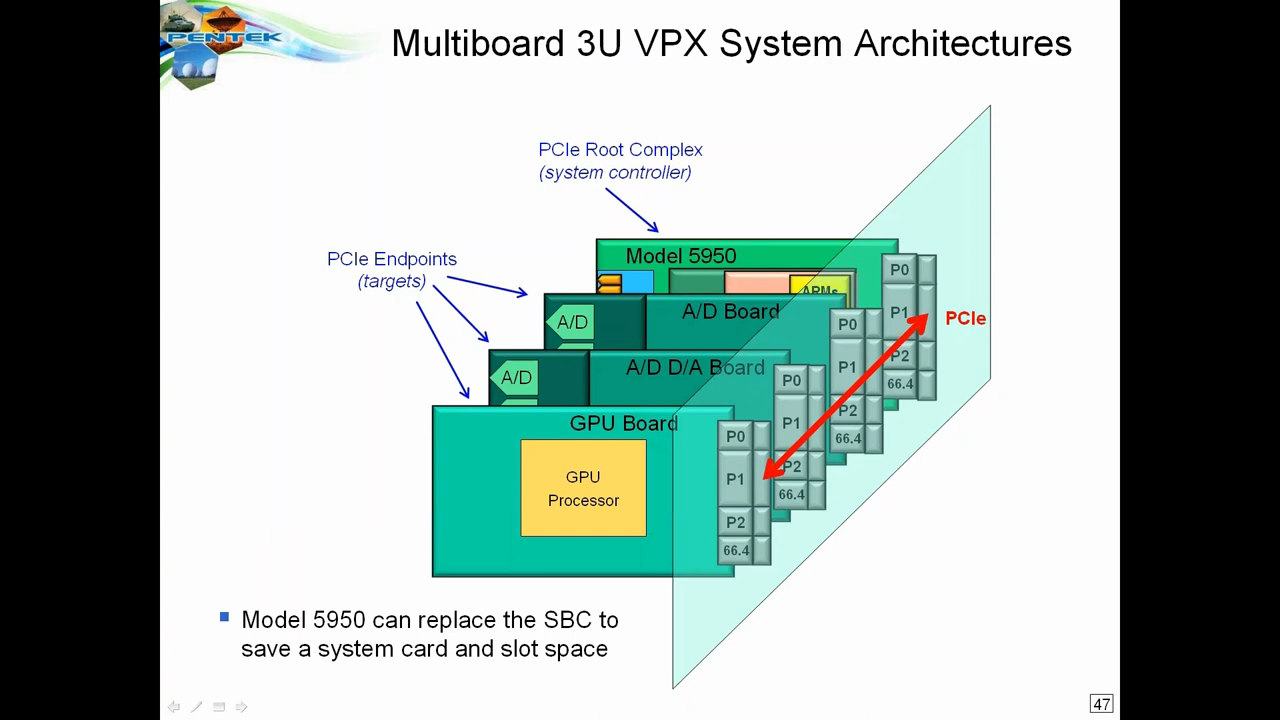 PENTEK
Multiboard 3U VPX System Architectures
PCIe Root Complex
(system controller)
PCIe Endpoints
(targets)
Model 5950
ARMs
A/D
A/D Board
A/D
A/D D/A Board
GPU Board
GPU
Processor
P0
P1
P2
66.4
P0
P1
P2
66.4
P0
P1
P2
66.4
P0
P1
P2
66.4
PCIe
Model 5950 can replace the SBC to
save a system card and slot space
47